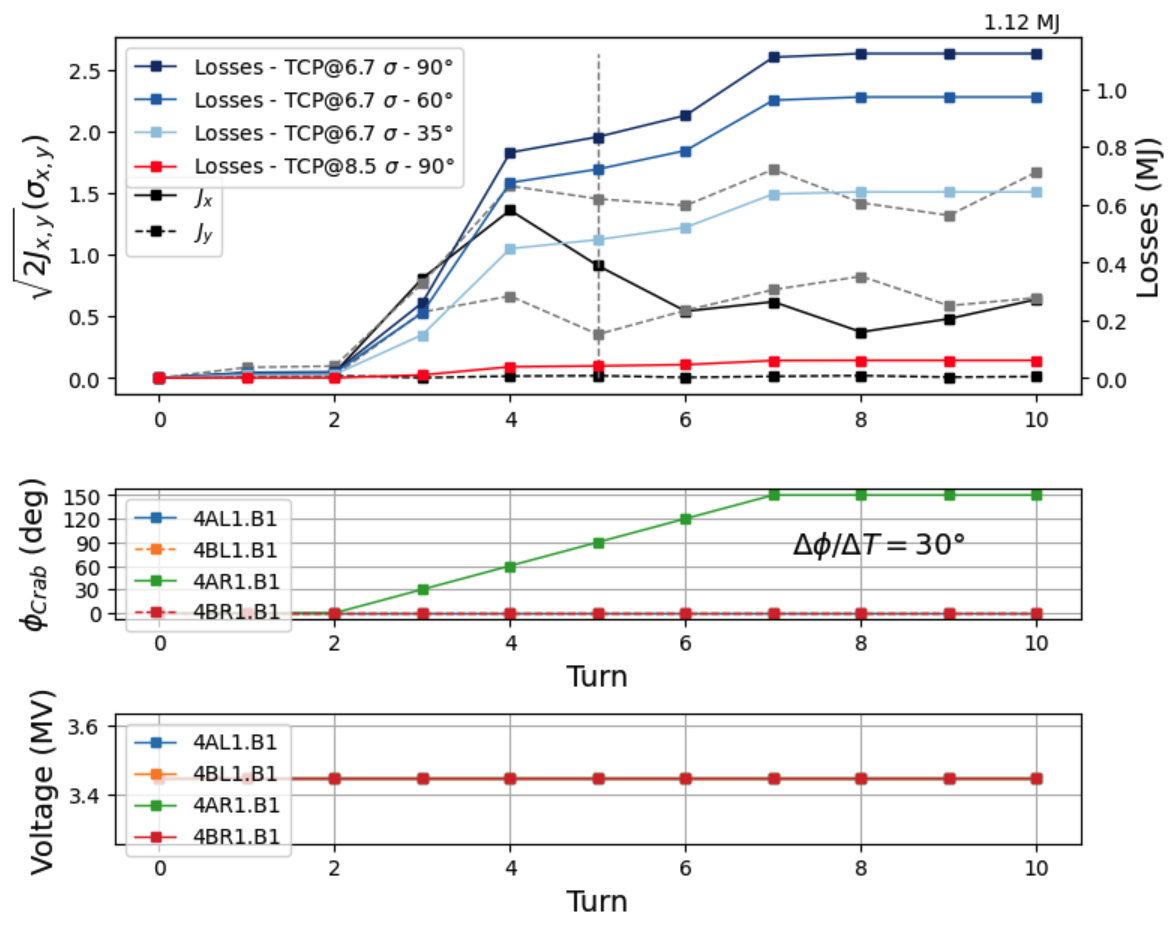 1.12 MJ
Losses - TCP@6.7 σ - 90°
Losses - TCP@6.7 σ - 60°
Losses - TCP@6.7 σ - 35°
Losses - TCP@8.5 σ - 90°
J_x
J_y
√2J_{x,y}(σ_{x,y})
2.5
2.0
1.5
1.0
0.5
0.0
Losses (MJ)
1.0
0.8
0.6
0.4
0.2
0.0
0 2 4 6 8 10
ϕ_{Crab} (deg)
150
120
90
60
30
0
4AL1.B1
4BL1.B1
4AR1.B1
4BR1.B1
Δϕ/ΔT = 30°
0 2 4 6 8 10
Turn
Voltage (MV)
3.6
3.4
4AL1.B1
4BL1.B1
4AR1.B1
4BR1.B1
0 2 4 6 8 10
Turn